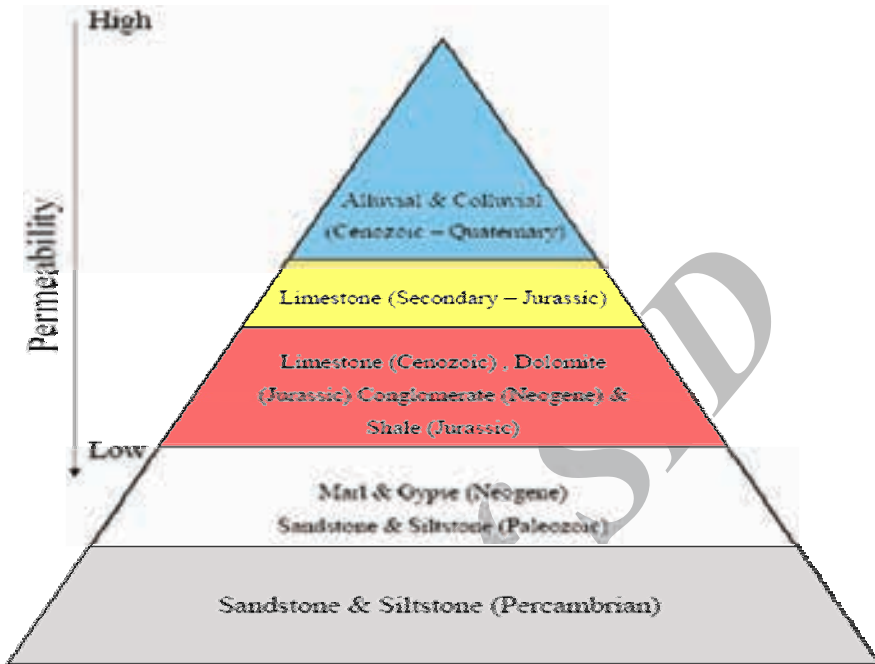 High
Permeability
Low
Alluvial & Colluvial
(Cenozoic – Quaternary)
Limestone (Secondary – Jurassic)
Limestone (Cenozoic) , Dolomite
(Jurassic) Conglomerate (Neogene) &
Shale (Jurassic)
Marl & Gypse (Neogene)
Sandstone & Siltstone (Paleozoic)
Sandstone & Siltstone (Percambrian)
SID